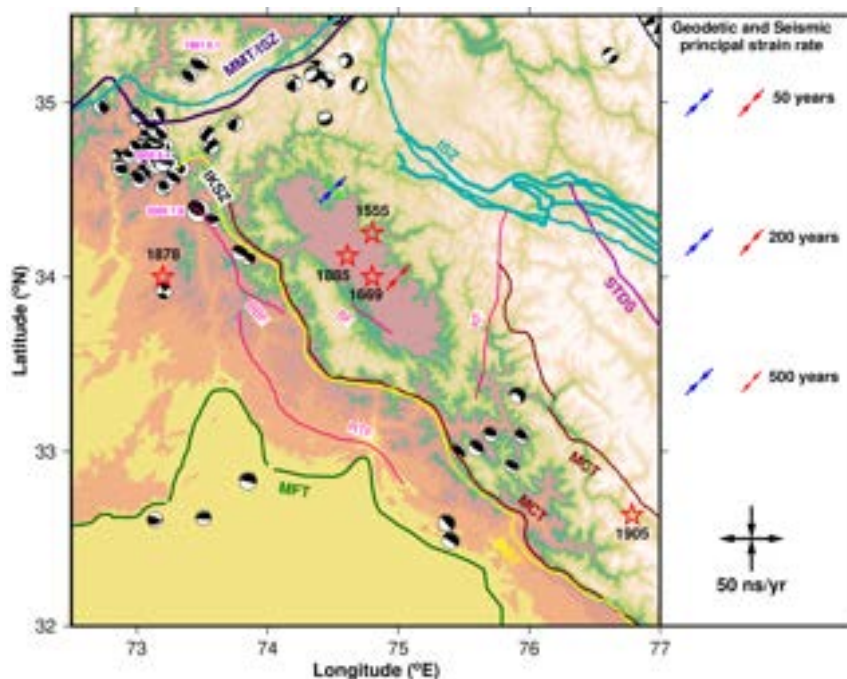 Geodetic and Seismic
principal strain rate
50 years
200 years
500 years
50 ns/yr
MMT/ISZ
ISZ
IKSZ
1555
1885
1669
1878
STDS
MCT
MCT
1905
MFT
35
34
33
32
73
74
75
76
77
Latitude (°N)
Longitude (°E)